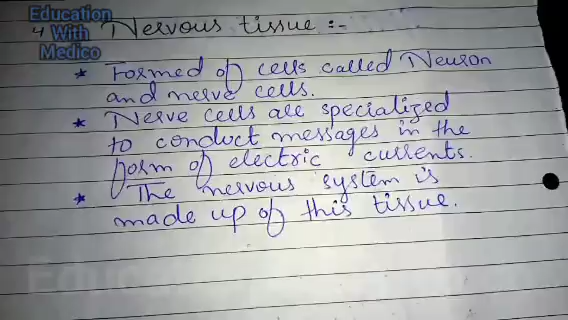 Education
With
Medico
4 Nervous tissue :-
* Formed of cells called Neuron
and nerve cells.
* Nerve cells are specialized
to conduct messages in the
form of electric currents.
* The nervous system is
made up of this tissue.